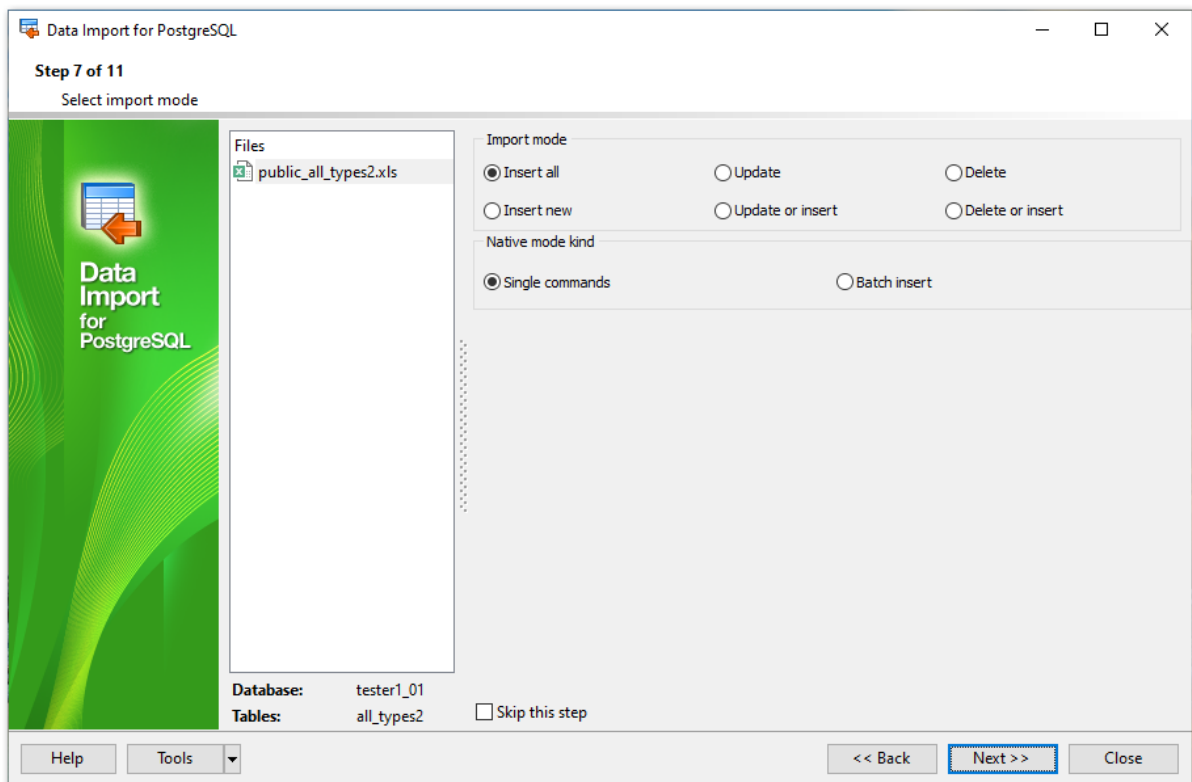 Data Import for PostgreSQL
Step 7 of 11
Select import mode
Data
Import
for
PostgreSQL
Files
public_all_types2.xls
Database: tester1_01
Tables: all_types2
Import mode
Insert all Update Delete
Insert new Update or insert Delete or insert
Native mode kind
Single commands Batch insert
Skip this step
Help Tools << Back Next >> Close